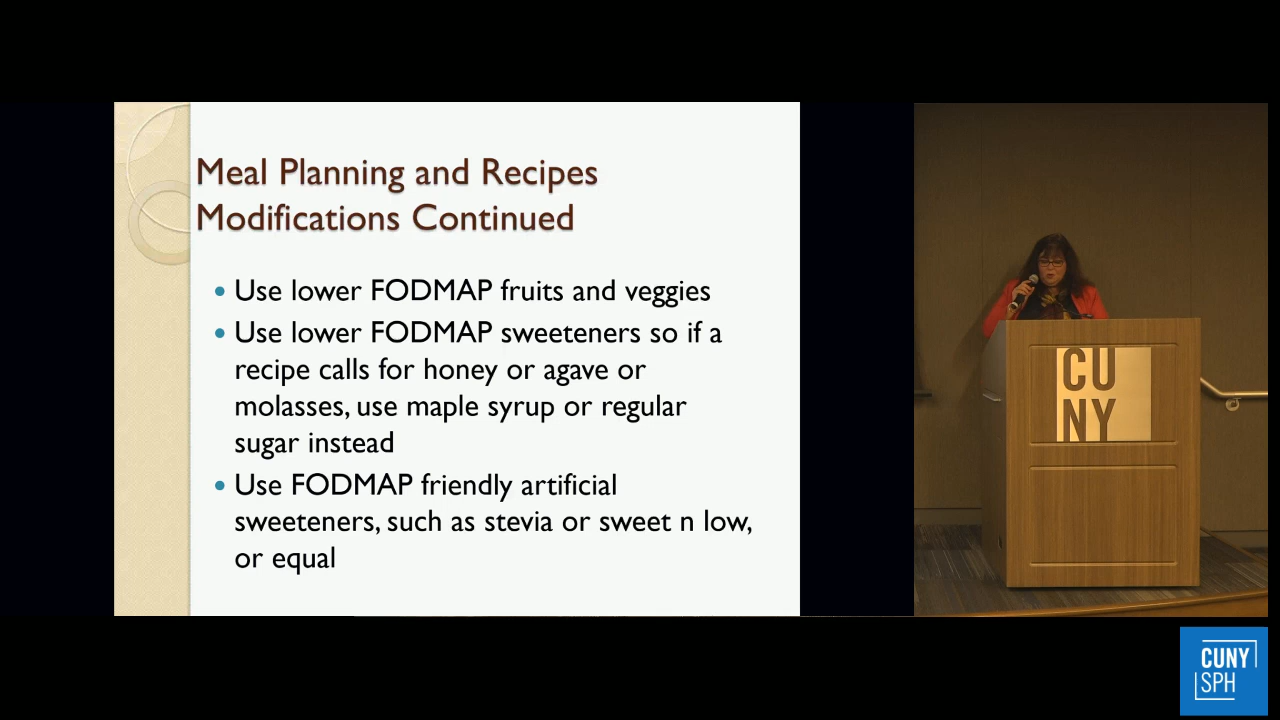 Meal Planning and Recipes
Modifications Continued
Use lower FODMAP fruits and veggies
Use lower FODMAP sweeteners so if a
recipe calls for honey or agave or
molasses, use maple syrup or regular
sugar instead
Use FODMAP friendly artificial
sweeteners, such as stevia or sweet n low,
or equal
CU
NY
CUNY
SPH